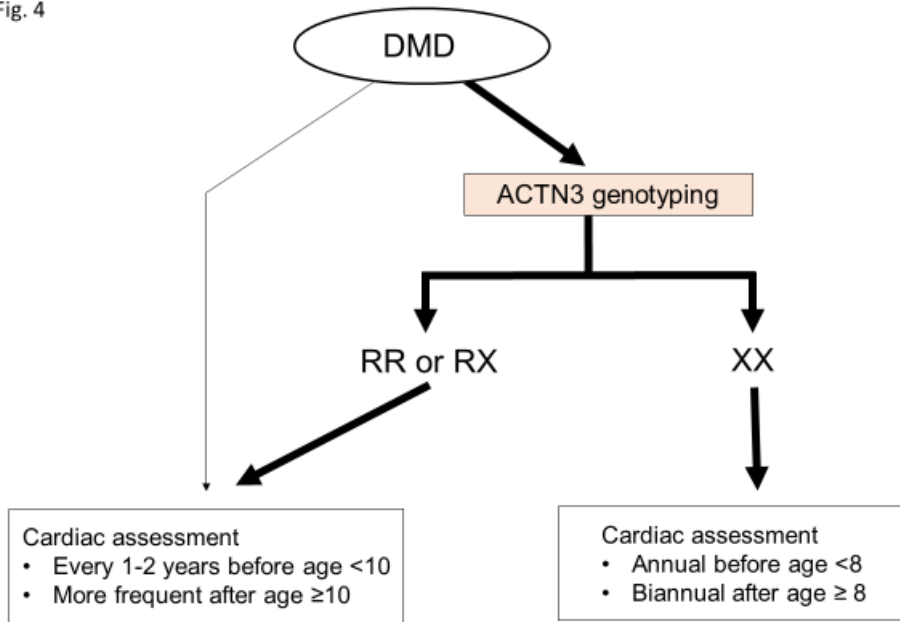 Fig. 4
DMD
ACTN3 genotyping
RR or RX
XX
Cardiac assessment
• Every 1-2 years before age <10
• More frequent after age ≥10
Cardiac assessment
• Annual before age <8
• Biannual after age ≥ 8